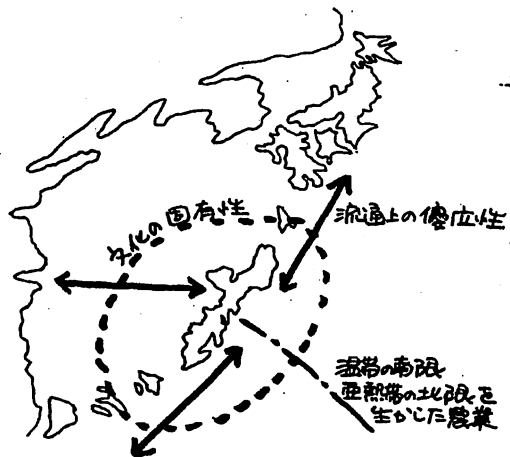 文化の固有性
流通上の優位性
温帯の南限と
亜熱帯の北限を
生かした農業